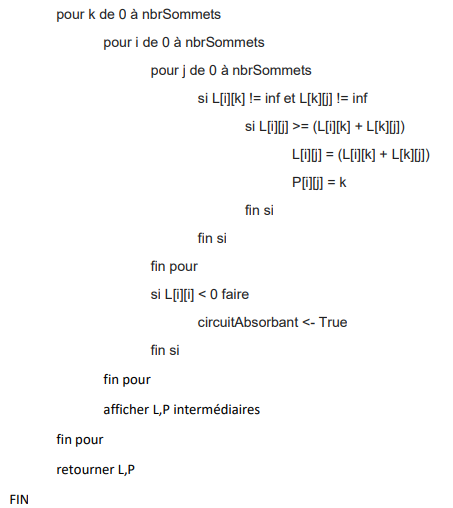 pour k de 0 à nbrSommets
pour i de 0 à nbrSommets
pour j de 0 à nbrSommets
si L[i][k] != inf et L[k][j] != inf
si L[i][j] >= (L[i][k] + L[k][j])
L[i][j] = (L[i][k] + L[k][j])
P[i][j] = k
fin si
fin si
fin pour
si L[i][i] < 0 faire
circuitAbsorbant <- True
fin si
fin pour
afficher L,P intermédiaires
fin pour
retourner L,P
FIN